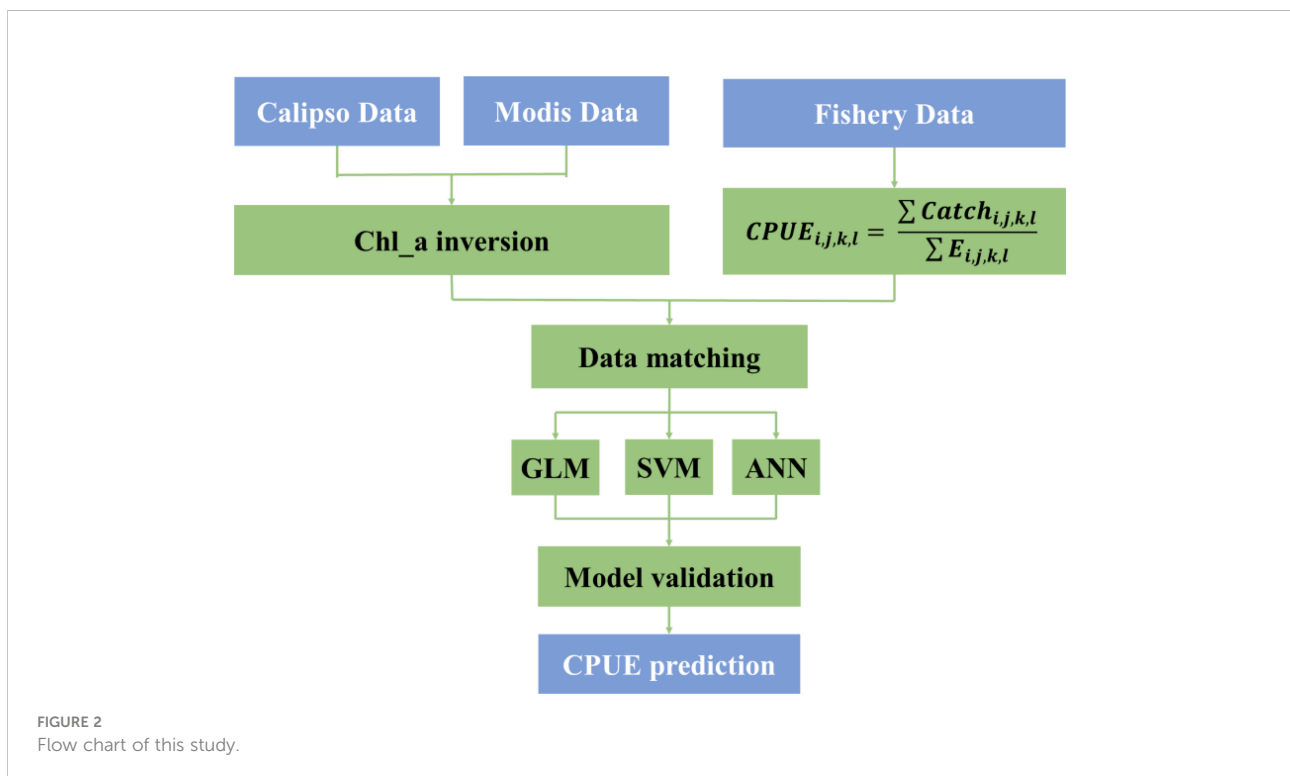 Calipso Data
Modis Data
Fishery Data
Chl_a inversion
CPUE_{i,j,k,l} = \frac{∑ Catch_{i,j,k,l}}{∑ E_{i,j,k,l}}
Data matching
GLM
SVM
ANN
Model validation
CPUE prediction
FIGURE 2
Flow chart of this study.